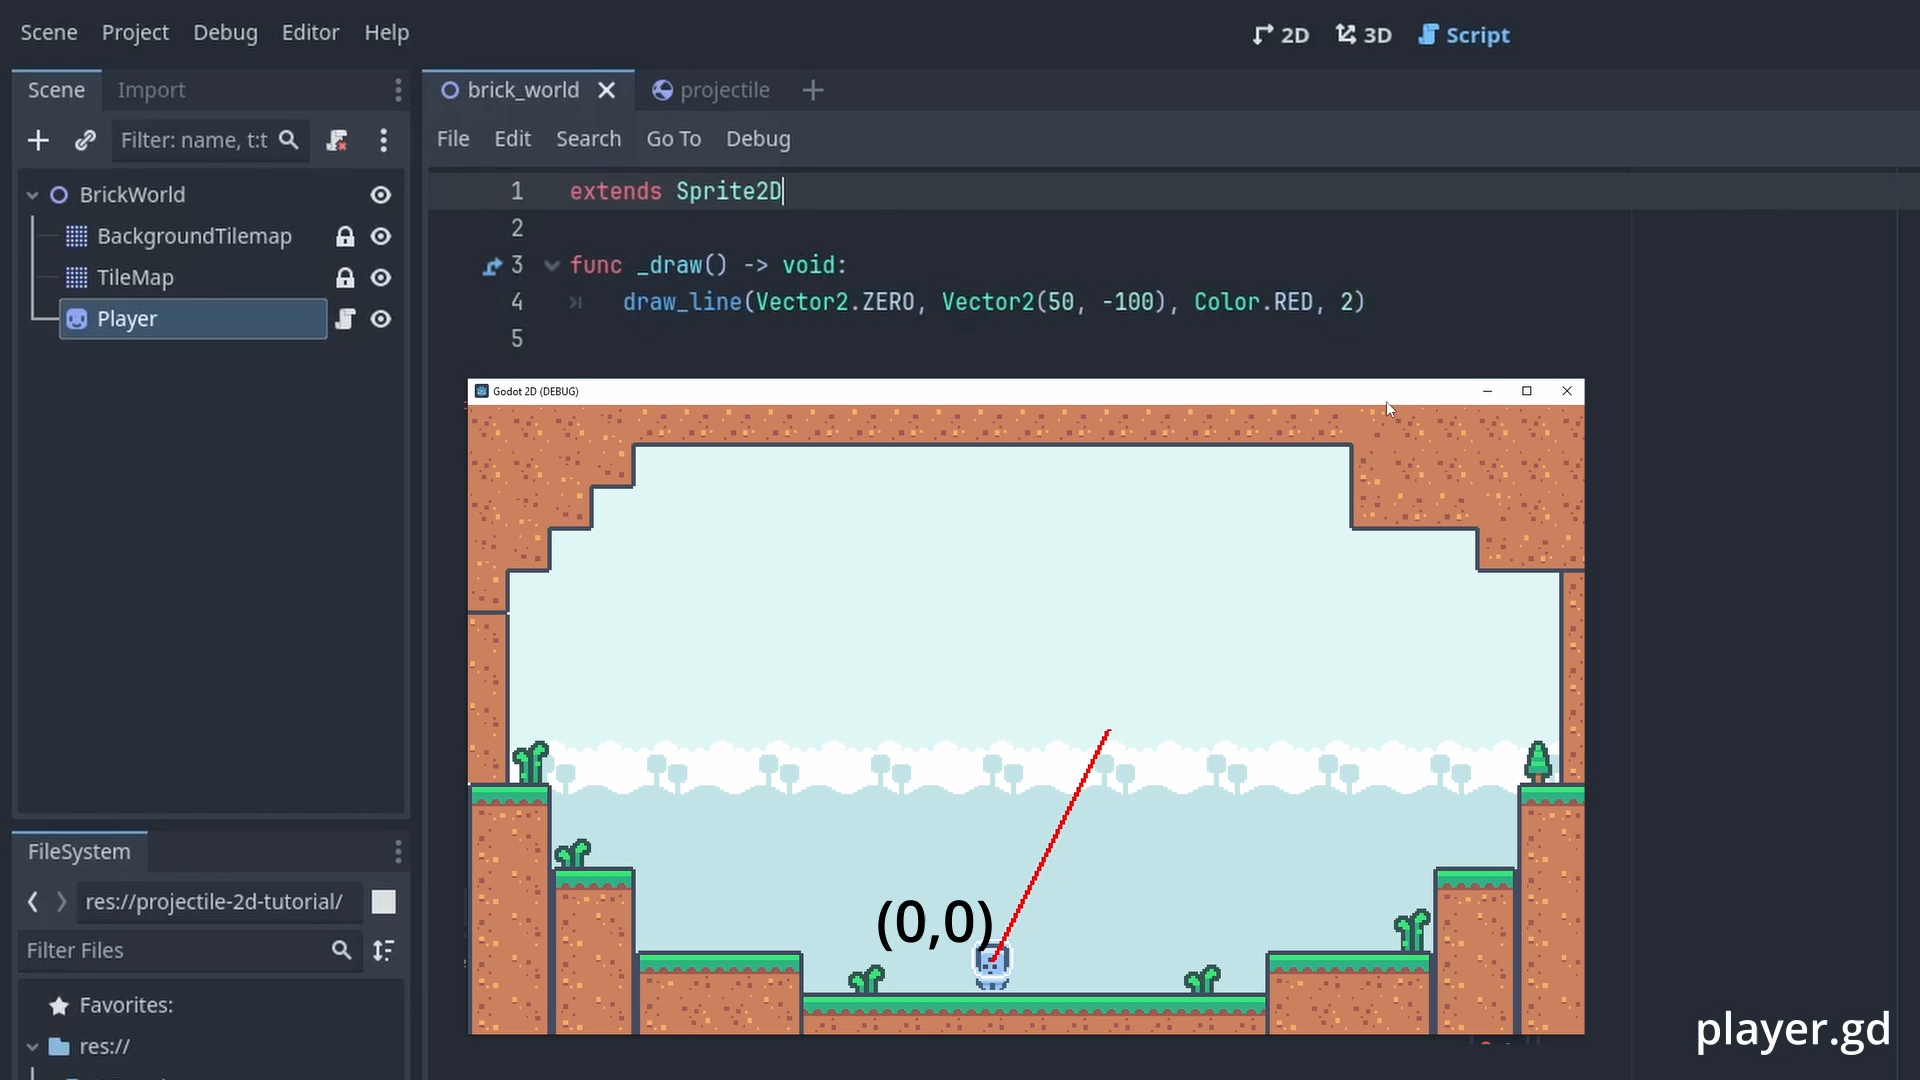 Scene Project Debug Editor Help
2D 3D Script
Scene Import
brick_world projectile
Filter: name, t:t
File Edit Search Go To Debug
BrickWorld
BackgroundTilemap
TileMap
Player
1 extends Sprite2D
2
3 func _draw() -> void:
4 draw_line(Vector2.ZERO, Vector2(50, -100), Color.RED, 2)
5
Godot 2D (DEBUG)
(0,0)
FileSystem
res://projectile-2d-tutorial/
Filter Files
Favorites:
res://
player.gd